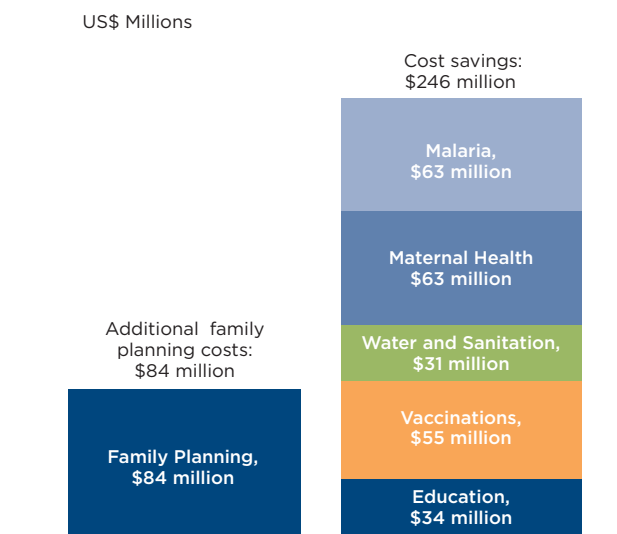 US$ Millions
Cost savings:
$246 million
Malaria,
$63 million
Maternal Health
$63 million
Additional family
planning costs:
$84 million
Water and Sanitation,
$31 million
Vaccinations,
$55 million
Family Planning,
$84 million
Education,
$34 million